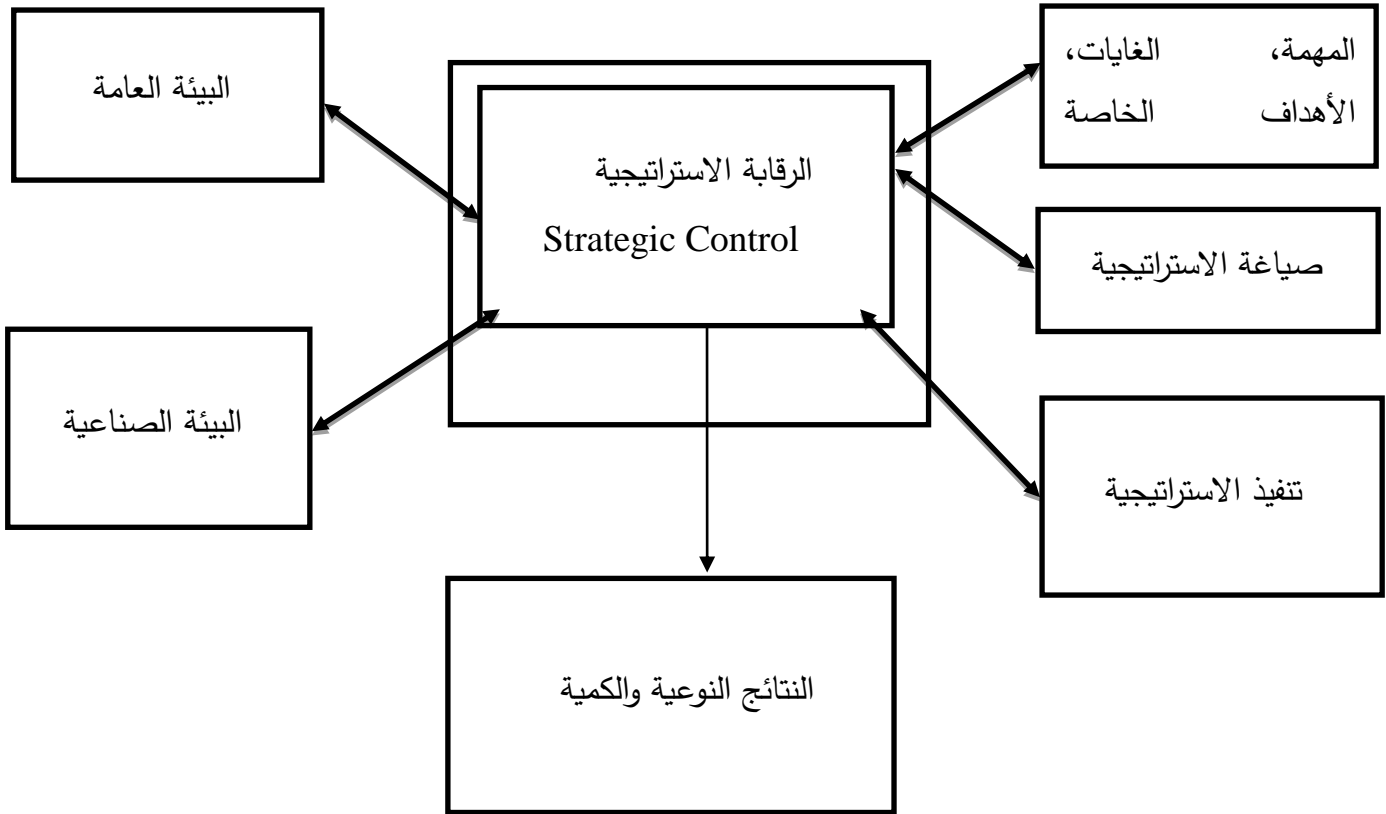 المهمة، الغايات،
الأهداف الخاصة
البيئة العامة
الرقابة الاستراتيجية
Strategic Control
صياغة الاستراتيجية
البيئة الصناعية
تنفيذ الاستراتيجية
النتائج النوعية والكمية